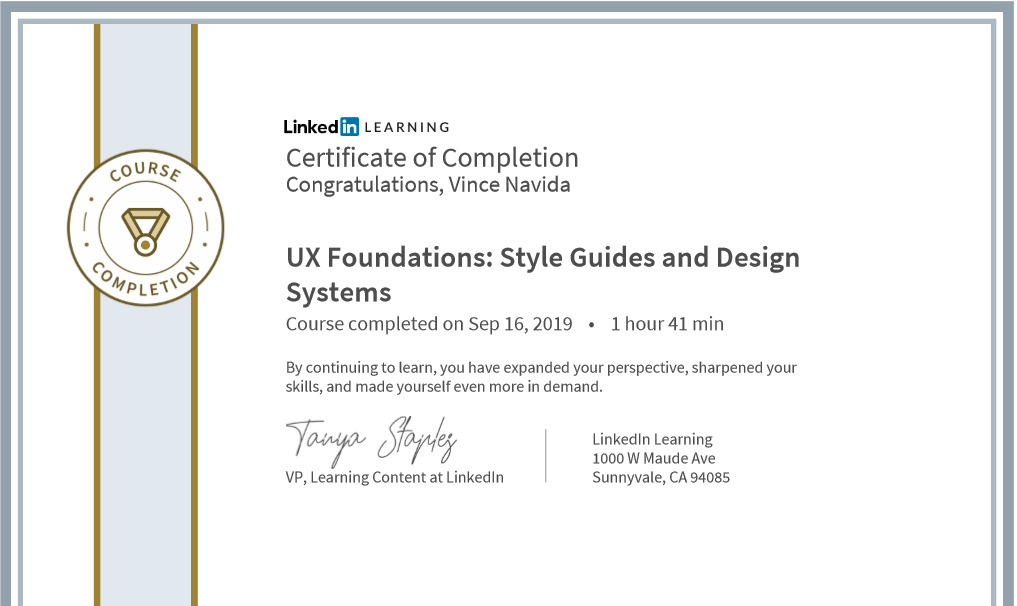 COURSE
COMPLETION
Linked in LEARNING
Certificate of Completion
Congratulations, Vince Navida
UX Foundations: Style Guides and Design
Systems
Course completed on Sep 16, 2019 • 1 hour 41 min
By continuing to learn, you have expanded your perspective, sharpened your
skills, and made yourself even more in demand.
Tanya Staples
VP, Learning Content at LinkedIn
LinkedIn Learning
1000 W Maude Ave
Sunnyvale, CA 94085